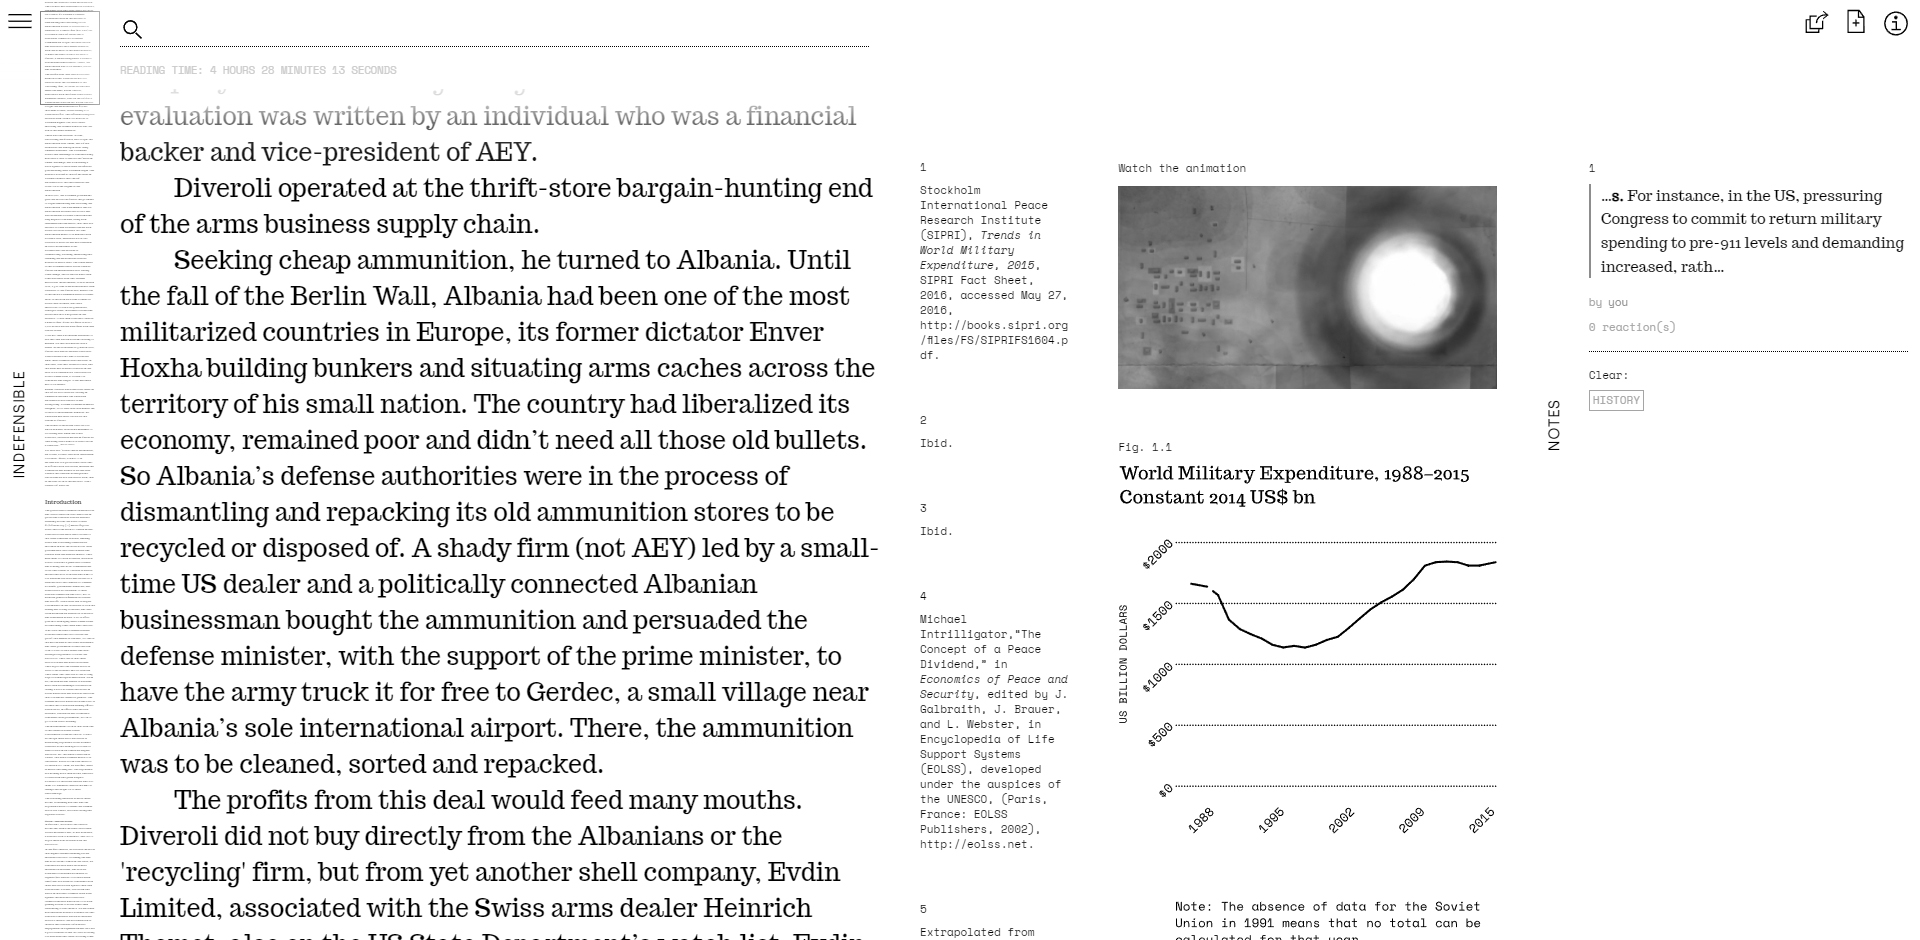 READING TIME: 4 HOURS 28 MINUTES 13 SECONDS
evaluation was written by an individual who was a financial
backer and vice-president of AEY.
Diveroli operated at the thrift-store bargain-hunting end
of the arms business supply chain.
Seeking cheap ammunition, he turned to Albania. Until
the fall of the Berlin Wall, Albania had been one of the most
militarized countries in Europe, its former dictator Enver
Hoxha building bunkers and situating arms caches across the
territory of his small nation. The country had liberalized its
economy, remained poor and didn’t need all those old bullets.
So Albania’s defense authorities were in the process of
dismantling and repacking its old ammunition stores to be
recycled or disposed of. A shady firm (not AEY) led by a small-
time US dealer and a politically connected Albanian
businessman bought the ammunition and persuaded the
defense minister, with the support of the prime minister, to
have the army truck it for free to Gerdec, a small village near
Albania’s sole international airport. There, the ammunition
was to be cleaned, sorted and repacked.
The profits from this deal would feed many mouths.
Diveroli did not buy directly from the Albanians or the
'recycling' firm, but from yet another shell company, Evdin
Limited, associated with the Swiss arms dealer Heinrich
Thomet, also on the US State Department’s watch list. Evdin
INDEFENSIBLE
Introduction
1
Stockholm
International Peace
Research Institute
(SIPRI), Trends in
World Military
Expenditure, 2015,
SIPRI Fact Sheet,
2016, accessed May 27,
2016,
http://books.sipri.org
/files/FS/SIPRIFS1604.p
df.
2
Ibid.
3
Ibid.
4
Michael
Intrilligator,"The
Concept of a Peace
Dividend," in
Economics of Peace and
Security, edited by J.
Galbraith, J. Brauer,
and L. Webster, in
Encyclopedia of Life
Support Systems
(EOLSS), developed
under the auspices of
the UNESCO, (Paris,
France: EOLSS
Publishers, 2002),
http://eolss.net.
5
Extrapolated from
Watch the animation
Fig. 1.1
World Military Expenditure, 1988–2015
Constant 2014 US$ bn
US BILLION DOLLARS
$2000
$1500
$1000
$500
$0
1988
1995
2002
2009
2015
Note: The absence of data for the Soviet
Union in 1991 means that no total can be
calculated for that year.
NOTES
1
...s. For instance, in the US, pressuring
Congress to commit to return military
spending to pre-911 levels and demanding
increased, rath...
by you
0 reaction(s)
Clear:
HISTORY